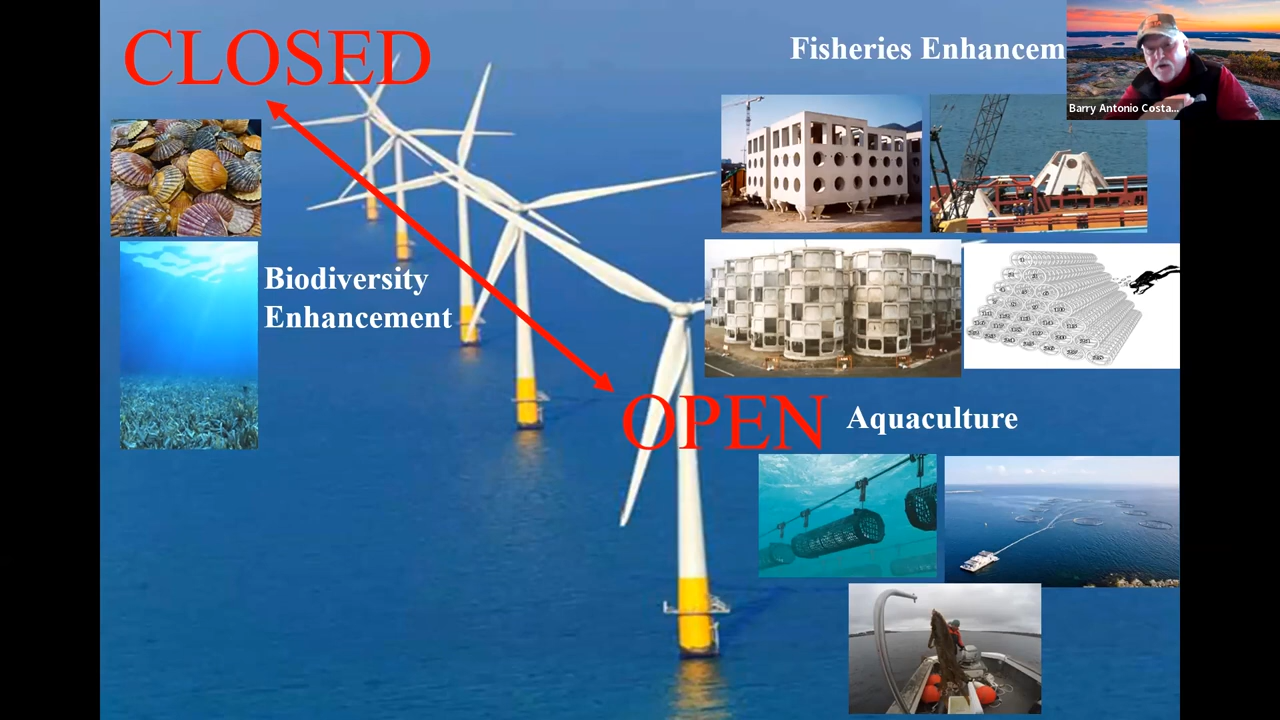 CLOSED
Fisheries Enhancem
Barry Antonio Costa...
Biodiversity
Enhancement
OPEN
Aquaculture